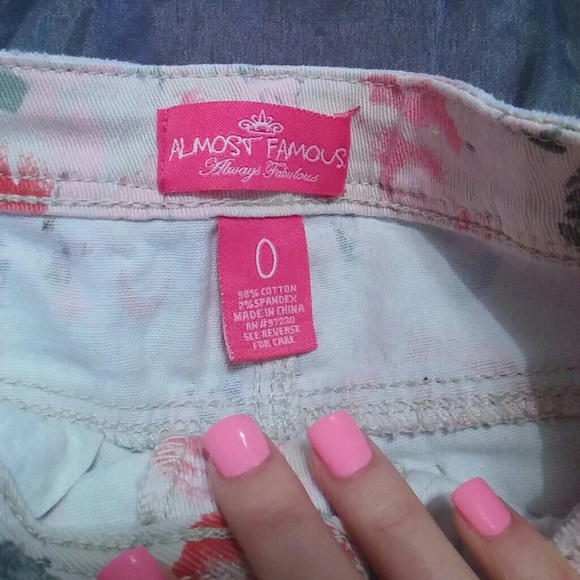 ALMOST FAMOUS
Always Fabulous
0
98% COTTON
2% SPANDEX
MADE IN CHINA
RN#97230
SEE REVERSE
FOR CARE